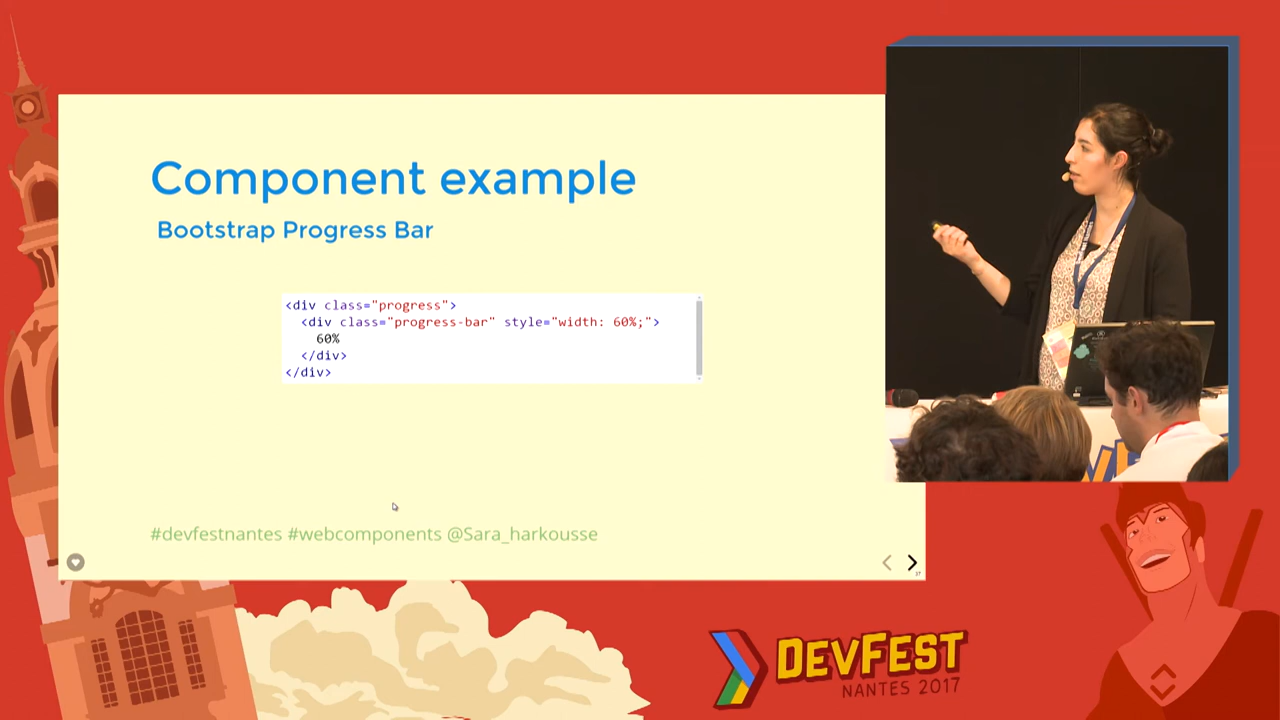 Component example
Bootstrap Progress Bar
<div class="progress">
  <div class="progress-bar" style="width: 60%;">
    60%
  </div>
</div>
#devfestnantes #webcomponents @Sara_harkousse
37
DEVFEST
NANTES 2017